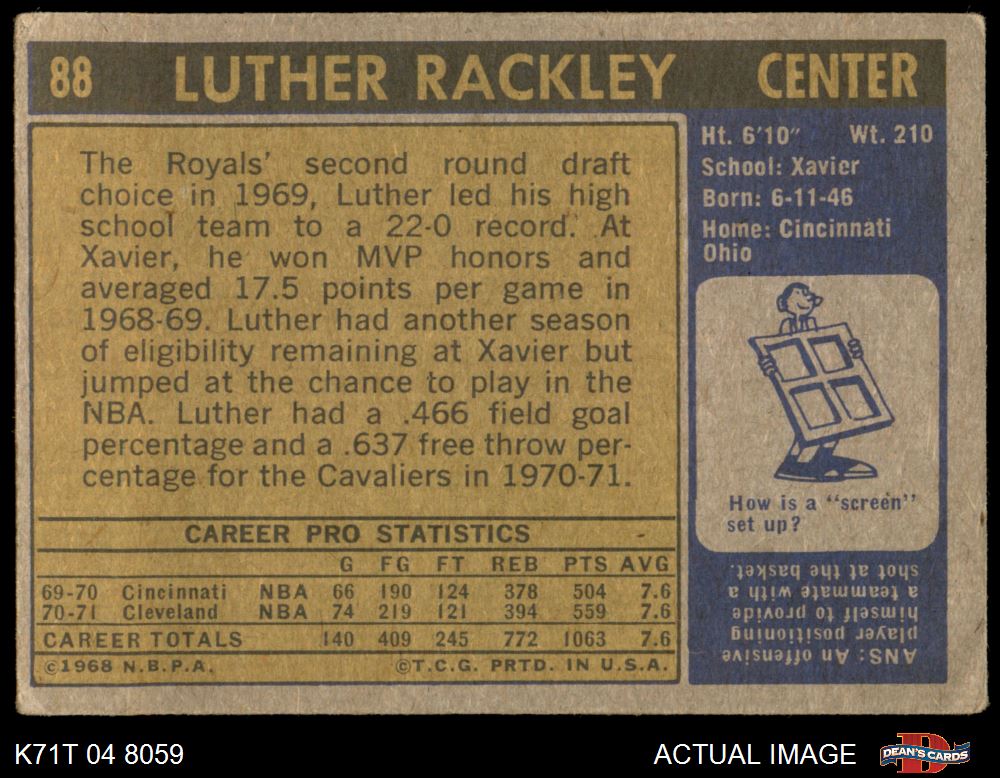 88 LUTHER RACKLEY CENTER
The Royals' second round draft
choice in 1969, Luther led his high
school team to a 22-0 record. At
Xavier, he won MVP honors and
averaged 17.5 points per game in
1968-69. Luther had another season
of eligibility remaining at Xavier but
jumped at the chance to play in the
NBA. Luther had a .466 field goal
percentage and a .637 free throw per-
centage for the Cavaliers in 1970-71.
CAREER PRO STATISTICS
G FG FT REB PTS AVG
69-70 Cincinnati NBA 66 190 124 378 504 7.6
70-71 Cleveland NBA 74 219 121 394 559 7.6
CAREER TOTALS 140 409 245 772 1063 7.6
©1968 N.B.P.A. ©T.C.G. PRTD. IN U.S.A.
Ht. 6'10" Wt. 210
School: Xavier
Born: 6-11-46
Home: Cincinnati
Ohio
How is a "screen"
set up?
ANS: An offensive
player positioning
himself to provide
a teammate with a
shot at the basket.
K71T 04 8059
ACTUAL IMAGE
D
DEAN'S CARDS